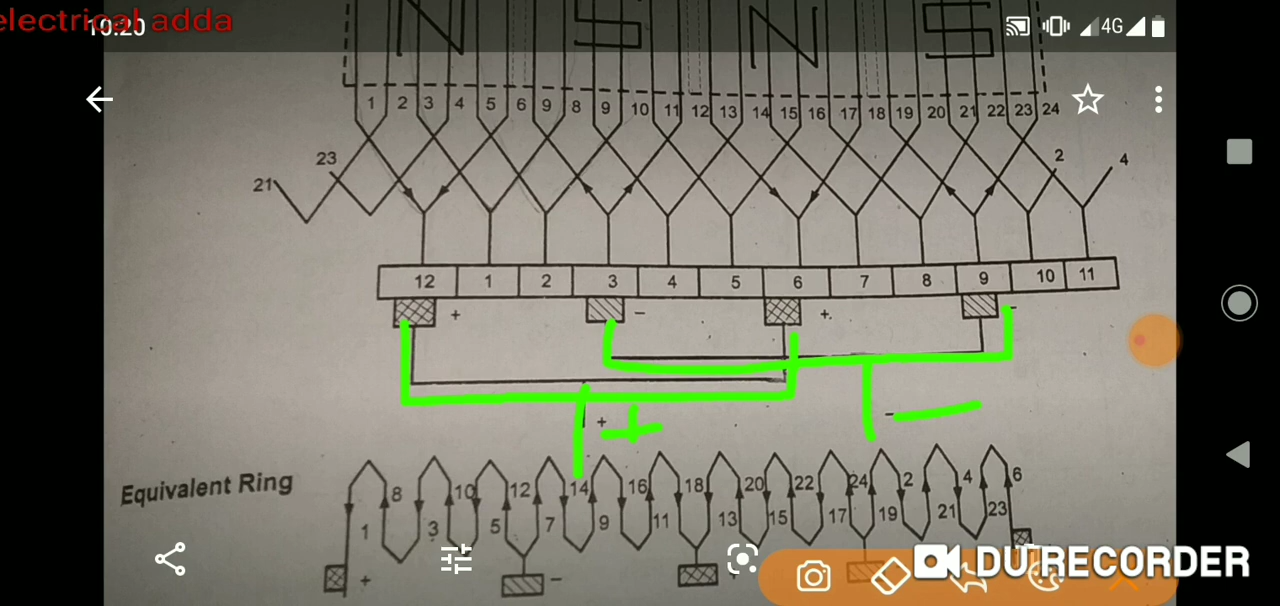 electrical adda
10:20
4G
N S N S
1 2 3 4 5 6 9 8 9 10 11 12 13 14 15 16 17 18 19 20 21 22 23 24
21 23 2 4
12 1 2 3 4 5 6 7 8 9 10 11
+ - + -
+ + - -
Equivalent Ring
8 10 12 14 16 18 20 22 24 2 4 6
1 3 5 7 9 11 13 15 17 19 21 23
+ -
DU RECORDER